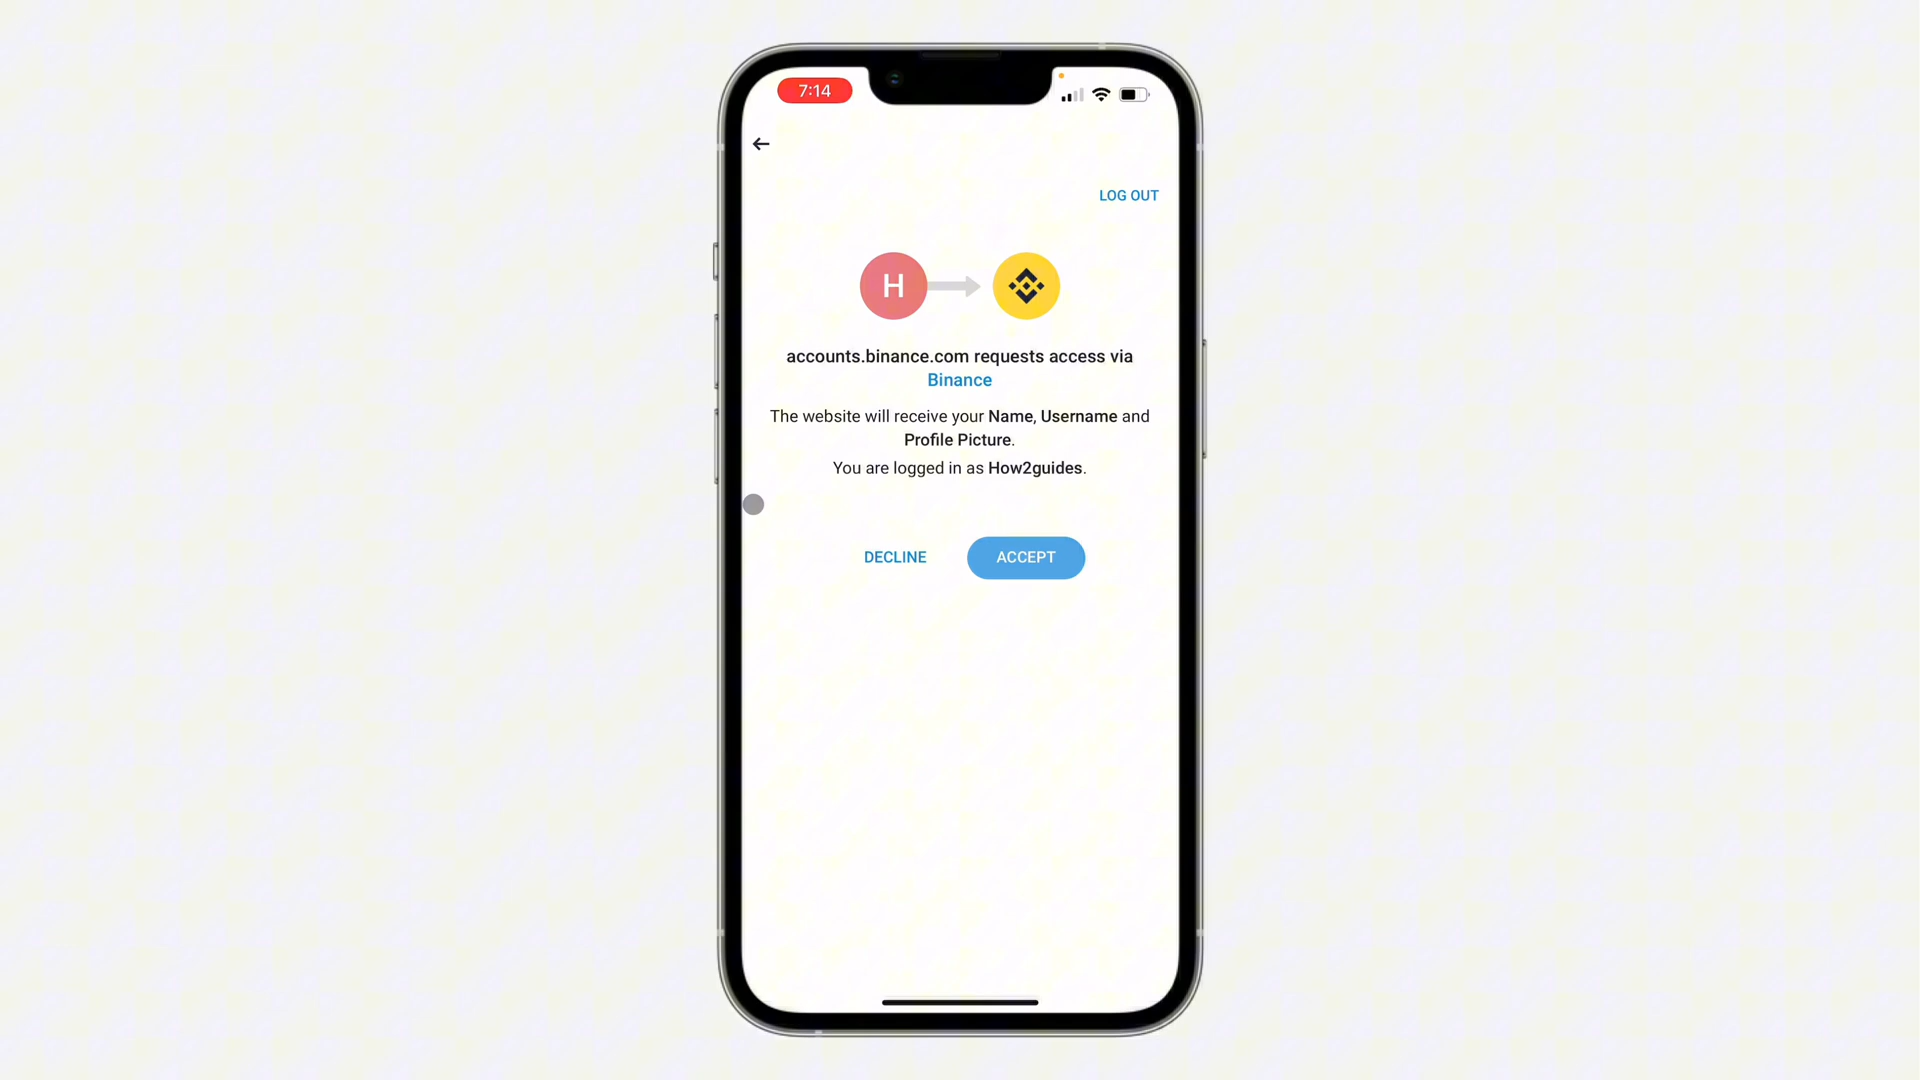 7:14
LOG OUT
H
accounts.binance.com requests access via
Binance
The website will receive your Name, Username and
Profile Picture.
You are logged in as How2guides.
DECLINE
ACCEPT